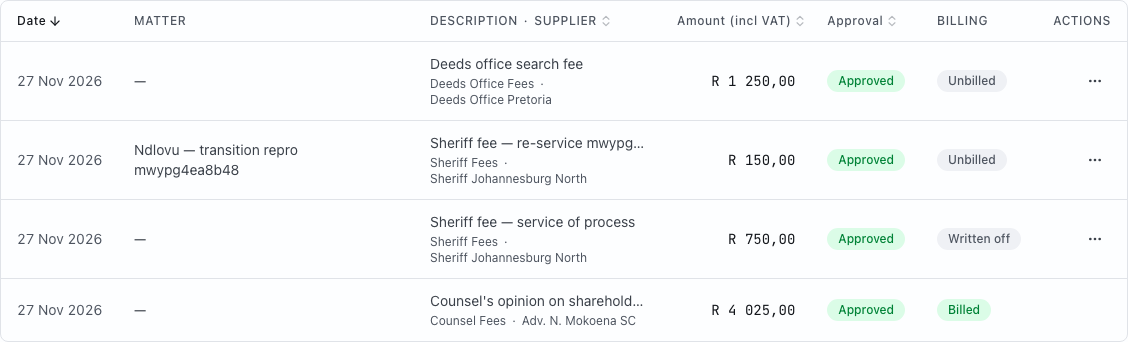 Date ↓ MATTER DESCRIPTION · SUPPLIER Amount (incl VAT) Approval BILLING ACTIONS
27 Nov 2026 — Deeds office search fee R 1 250,00 Approved Unbilled ···
Deeds Office Fees ·
Deeds Office Pretoria
27 Nov 2026 Ndlovu — transition repro Sheriff fee — re-service mwypg... R 150,00 Approved Unbilled ···
mwypg4ea8b48 Sheriff Fees ·
Sheriff Johannesburg North
27 Nov 2026 — Sheriff fee — service of process R 750,00 Approved Written off ···
Sheriff Fees ·
Sheriff Johannesburg North
27 Nov 2026 — Counsel's opinion on sharehold... R 4 025,00 Approved Billed
Counsel Fees · Adv. N. Mokoena SC